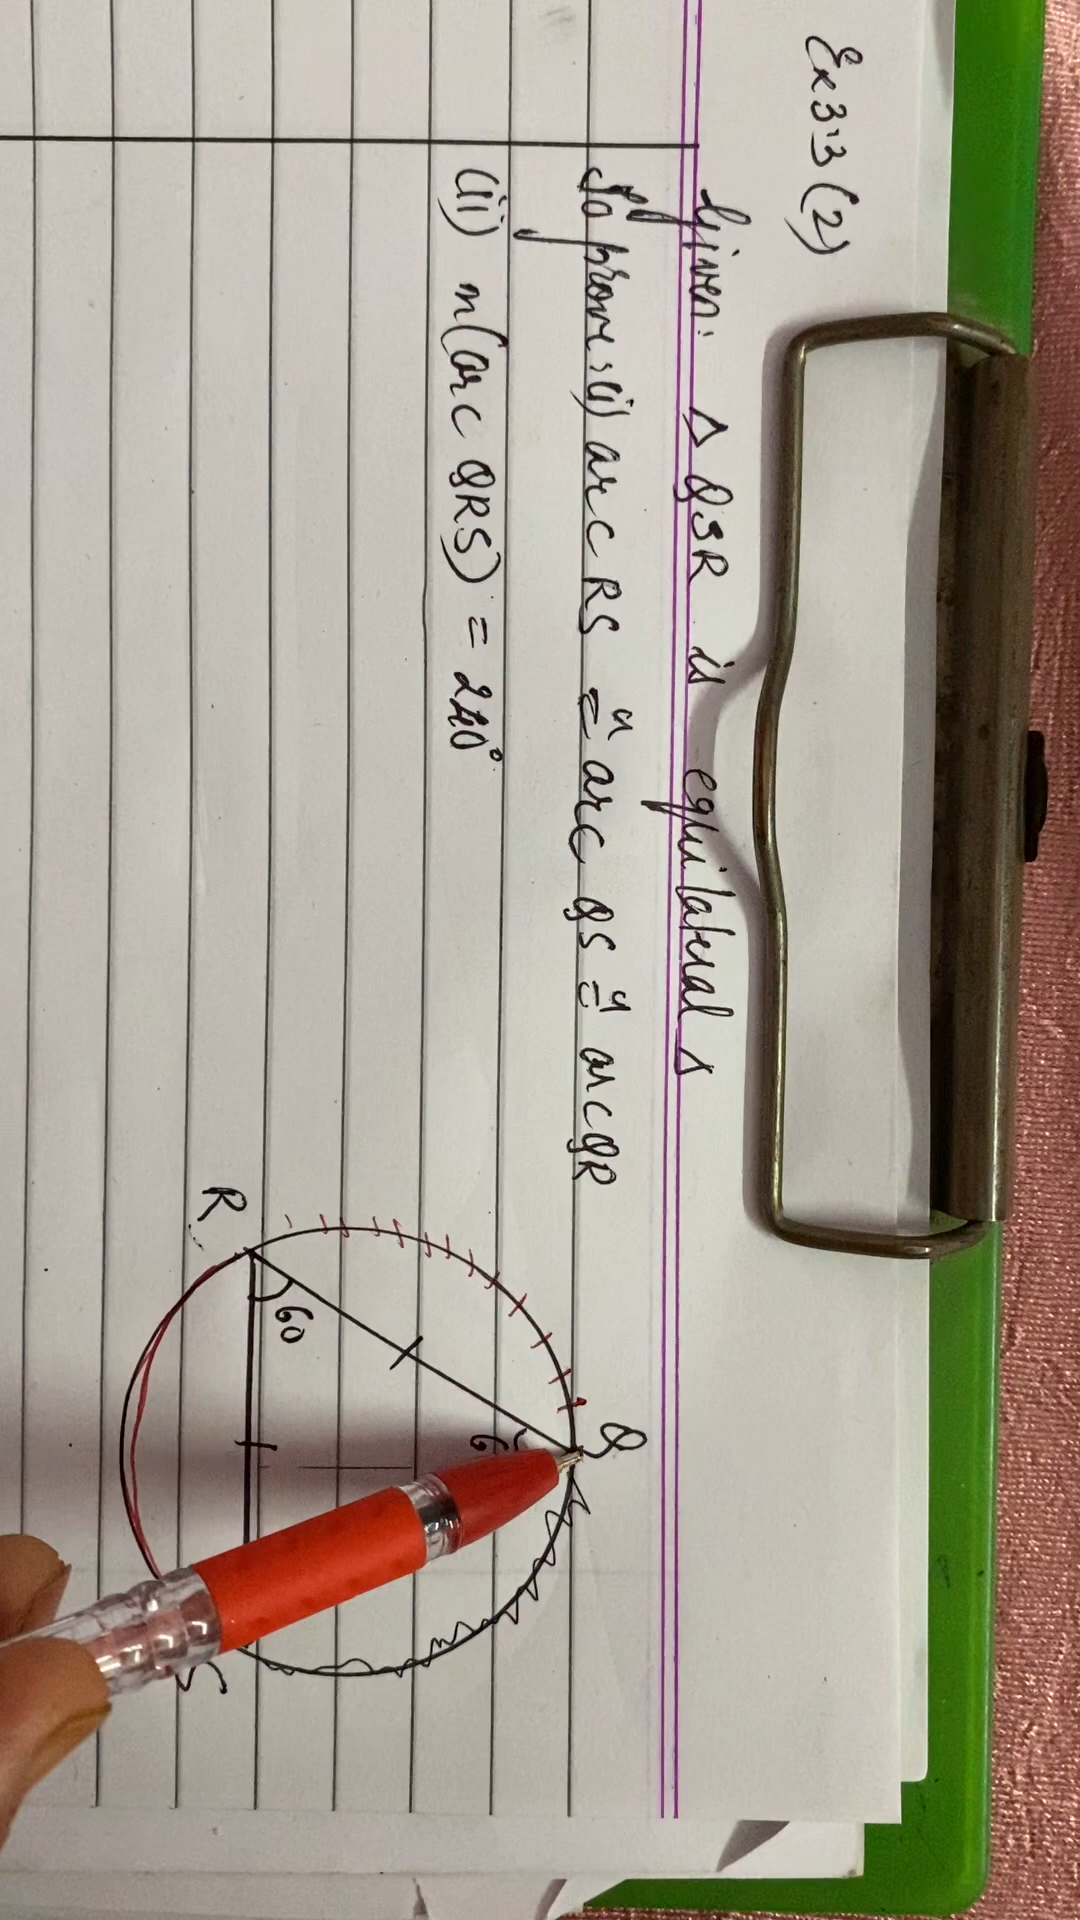 Ex 3.3 (2)
Given: Δ QSR is equilateral Δ
To prove: (i) arc RS ≅ arc QS ≅ arc QR
(ii) m(arc QRS) = 240°
Q
R
60
6
S